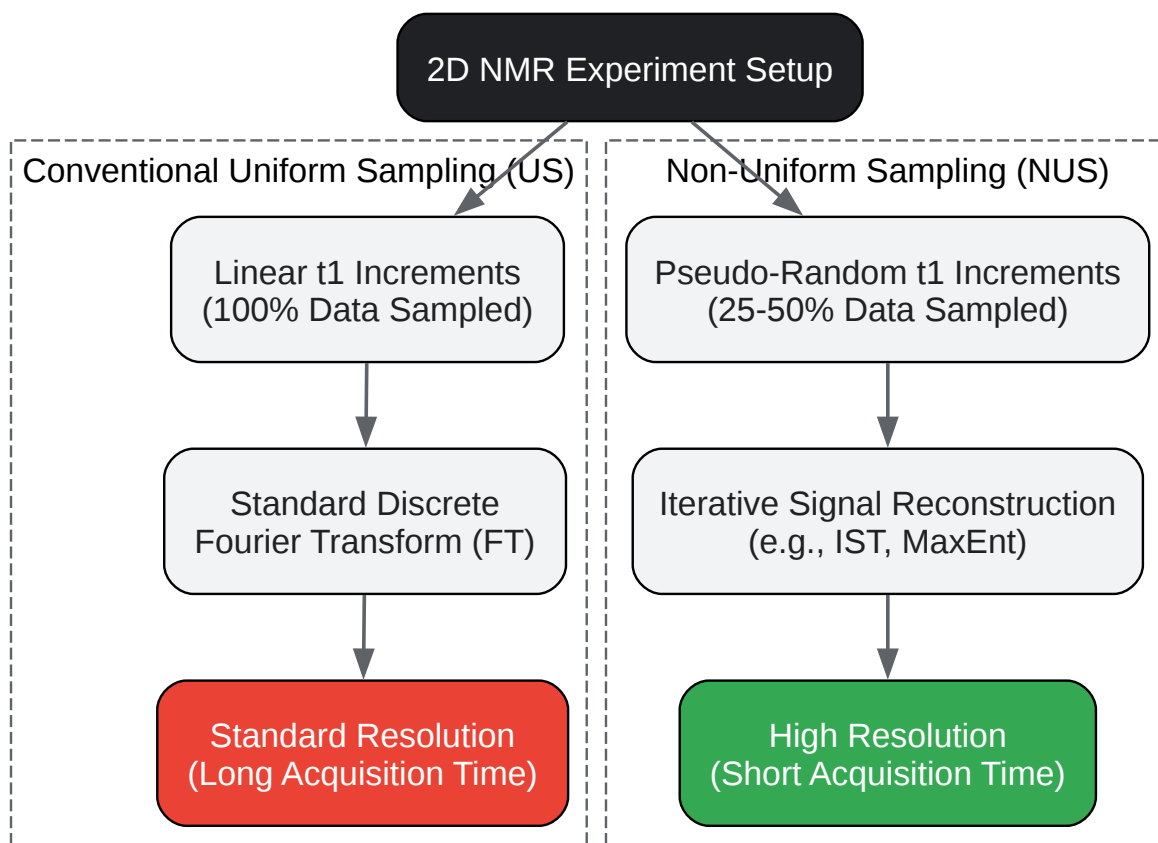 2D NMR Experiment Setup
Conventional Uniform Sampling (US)
Linear t1 Increments
(100% Data Sampled)
Standard Discrete
Fourier Transform (FT)
Standard Resolution
(Long Acquisition Time)
Non-Uniform Sampling (NUS)
Pseudo-Random t1 Increments
(25-50% Data Sampled)
Iterative Signal Reconstruction
(e.g., IST, MaxEnt)
High Resolution
(Short Acquisition Time)